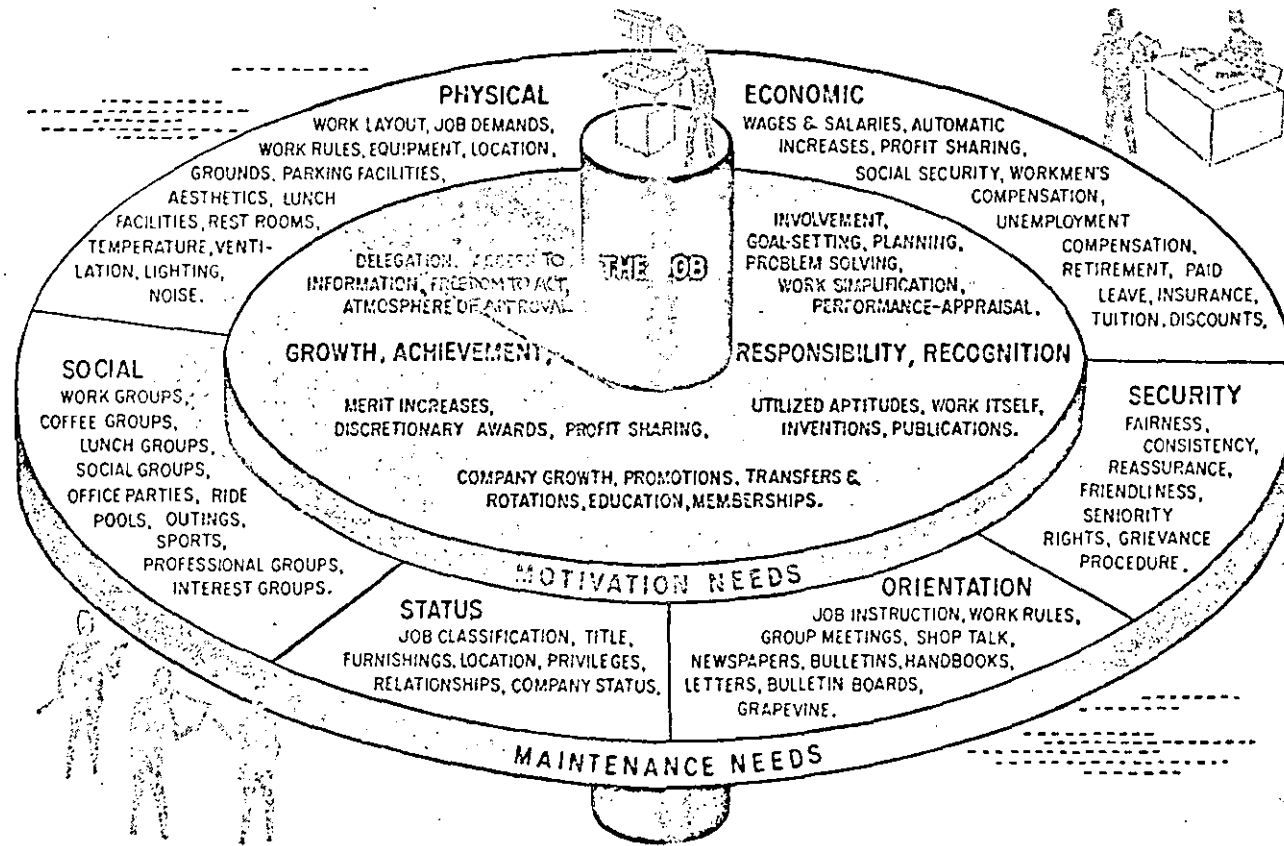 PHYSICAL
WORK LAYOUT, JOB DEMANDS,
WORK RULES, EQUIPMENT, LOCATION,
GROUNDS, PARKING FACILITIES,
AESTHETICS, LUNCH
FACILITIES, REST ROOMS,
TEMPERATURE, VENTI-
LATION, LIGHTING,
NOISE.
ECONOMIC
WAGES & SALARIES, AUTOMATIC
INCREASES, PROFIT SHARING,
SOCIAL SECURITY, WORKMEN'S
COMPENSATION,
UNEMPLOYMENT
COMPENSATION,
RETIREMENT, PAID
LEAVE, INSURANCE,
TUITION, DISCOUNTS.
THE JOB
DELEGATION, ACCESS TO
INFORMATION, FREEDOM TO ACT,
ATMOSPHERE OF APPROVAL
INVOLVEMENT,
GOAL-SETTING, PLANNING,
PROBLEM SOLVING,
WORK SIMPLIFICATION,
PERFORMANCE-APPRAISAL.
GROWTH, ACHIEVEMENT,
RESPONSIBILITY, RECOGNITION
MERIT INCREASES,
DISCRETIONARY AWARDS, PROFIT SHARING,
UTILIZED APTITUDES, WORK ITSELF,
INVENTIONS, PUBLICATIONS.
COMPANY GROWTH, PROMOTIONS, TRANSFERS &
ROTATIONS, EDUCATION, MEMBERSHIPS.
MOTIVATION NEEDS
SOCIAL
WORK GROUPS,
COFFEE GROUPS,
LUNCH GROUPS,
SOCIAL GROUPS,
OFFICE PARTIES, RIDE
POOLS, OUTINGS,
SPORTS,
PROFESSIONAL GROUPS,
INTEREST GROUPS.
SECURITY
FAIRNESS,
CONSISTENCY,
REASSURANCE,
FRIENDLINESS,
SENIORITY
RIGHTS, GRIEVANCE
PROCEDURE.
STATUS
JOB CLASSIFICATION, TITLE,
FURNISHINGS, LOCATION, PRIVILEGES,
RELATIONSHIPS, COMPANY STATUS.
ORIENTATION
JOB INSTRUCTION, WORK RULES,
GROUP MEETINGS, SHOP TALK,
NEWSPAPERS, BULLETINS, HANDBOOKS,
LETTERS, BULLETIN BOARDS,
GRAPEVINE.
MAINTENANCE NEEDS